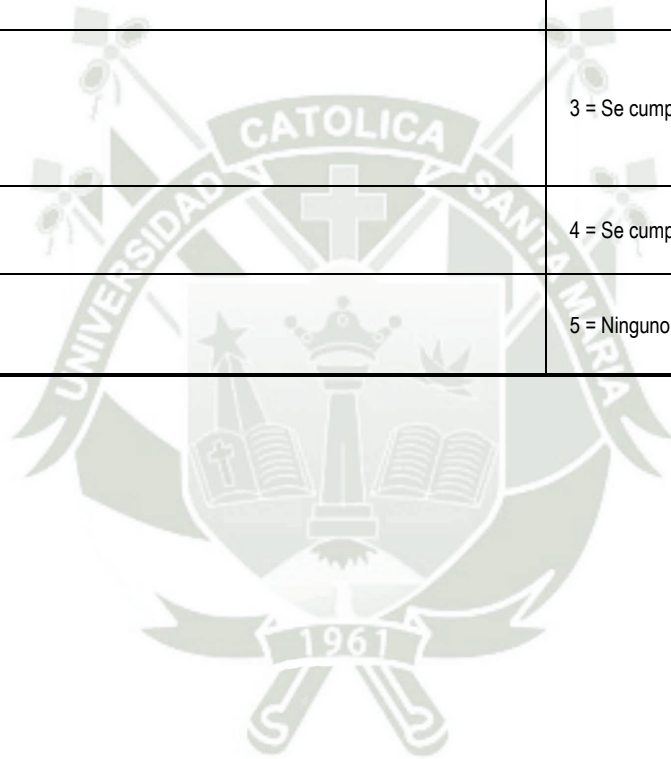 3 = Se cump
4 = Se cump
5 = Ninguno
UNIVERSIDAD CATOLICA SANTA MARIA
1961